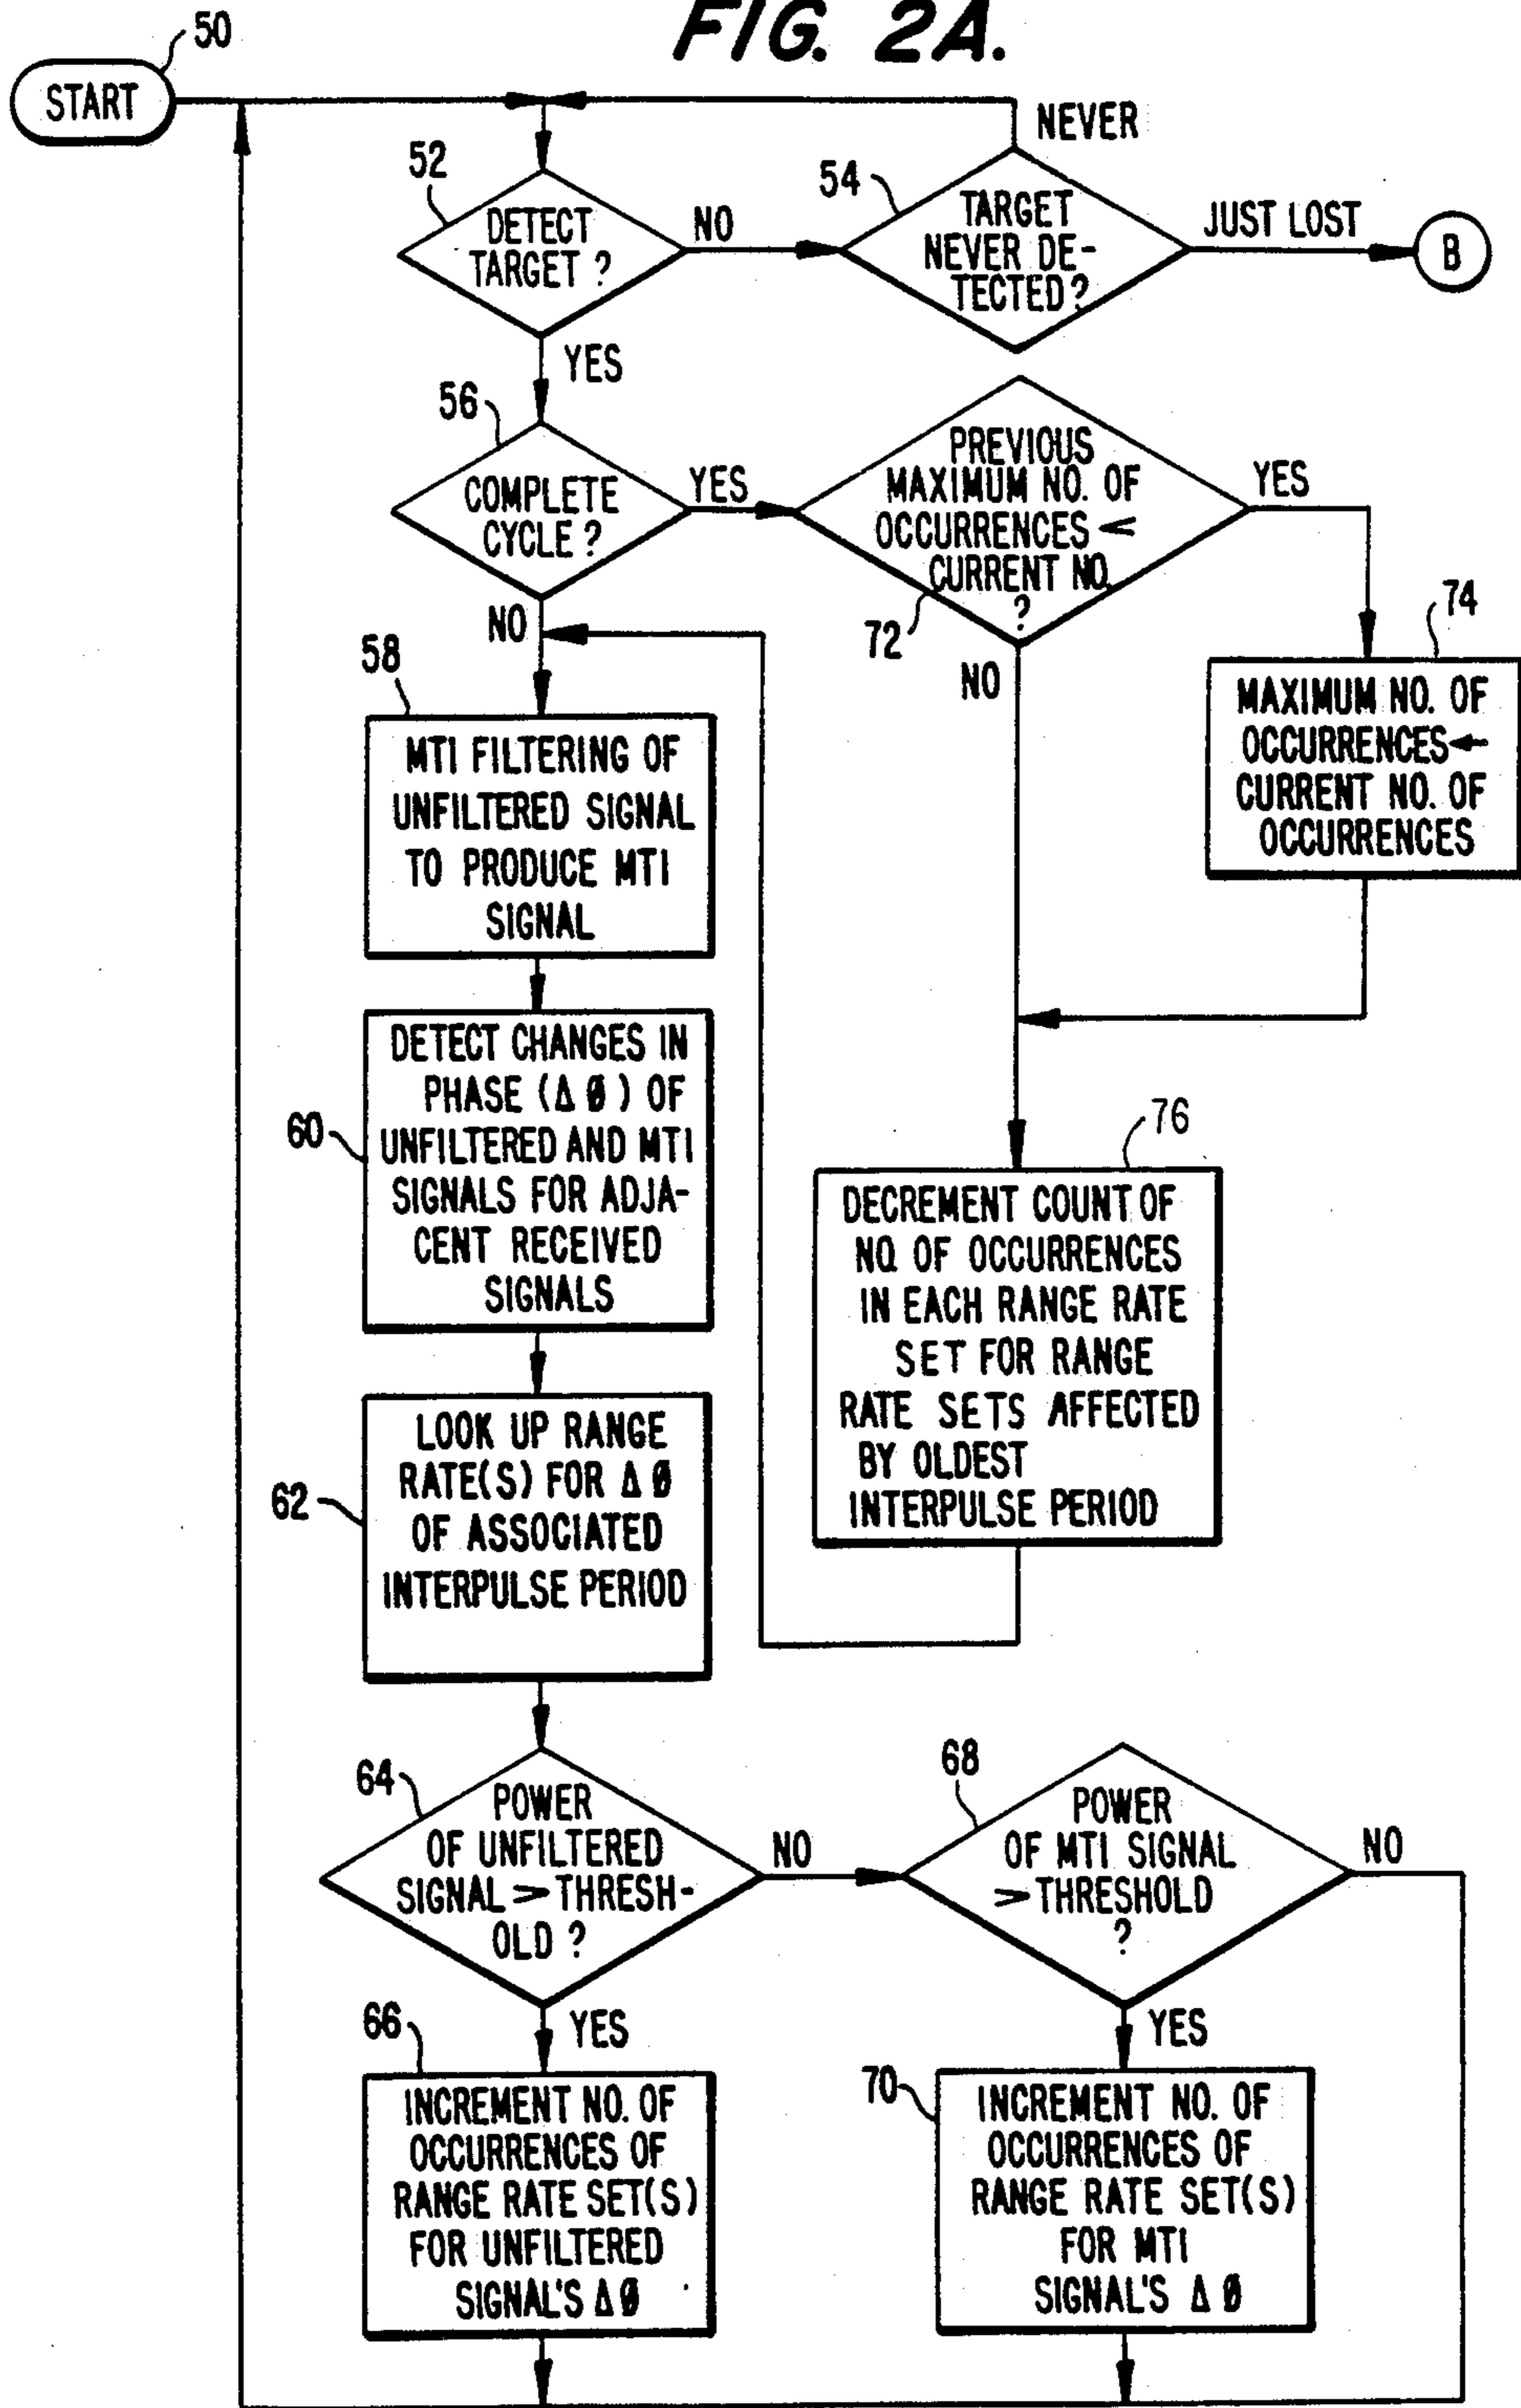 FIG. 2A.
50
START
NEVER
52
DETECT
TARGET ?
NO
54
TARGET
NEVER DE-
TECTED?
JUST LOST
B
YES
56
COMPLETE
CYCLE ?
YES
PREVIOUS
MAXIMUM NO. OF
OCCURRENCES <
CURRENT NO.
?
72
YES
74
MAXIMUM NO. OF
OCCURRENCES←
CURRENT NO. OF
OCCURRENCES
NO
NO
58
MTI FILTERING OF
UNFILTERED SIGNAL
TO PRODUCE MTI
SIGNAL
60
DETECT CHANGES IN
PHASE (Δ Ø) OF
UNFILTERED AND MTI
SIGNALS FOR ADJA-
CENT RECEIVED
SIGNALS
76
DECREMENT COUNT OF
NO. OF OCCURRENCES
IN EACH RANGE RATE
SET FOR RANGE
RATE SETS AFFECTED
BY OLDEST
INTERPULSE PERIOD
62
LOOK UP RANGE
RATE(S) FOR Δ Ø
OF ASSOCIATED
INTERPULSE PERIOD
64
POWER
OF UNFILTERED
SIGNAL > THRESH-
OLD ?
NO
68
POWER
OF MTI SIGNAL
> THRESHOLD
?
NO
YES
66
INCREMENT NO. OF
OCCURRENCES OF
RANGE RATE SET(S)
FOR UNFILTERED
SIGNAL'S Δ Ø
YES
70
INCREMENT NO. OF
OCCURRENCES OF
RANGE RATE SET(S)
FOR MTI
SIGNAL'S Δ Ø